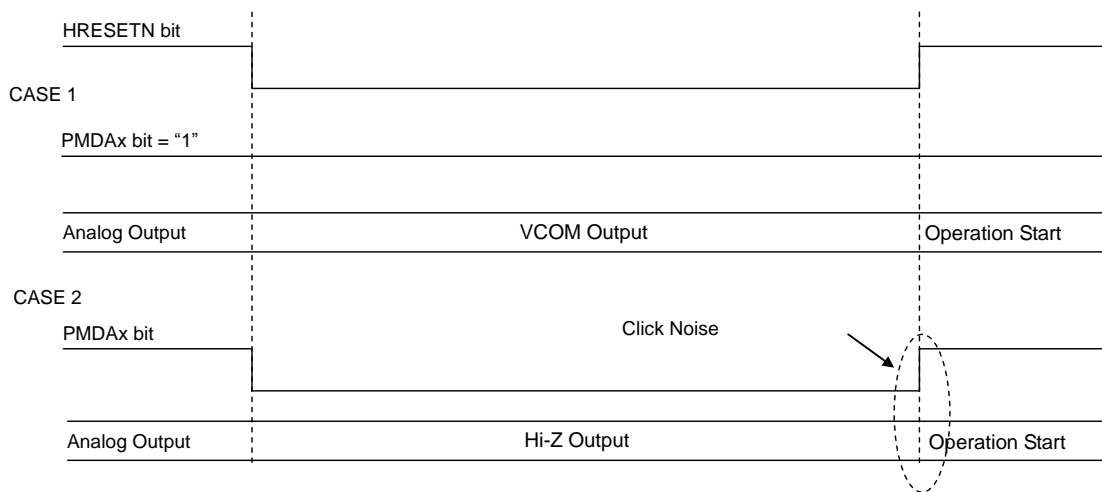 HRESETN bit
CASE 1
PMDAx bit = “1”
Analog Output VCOM Output Operation Start
CASE 2
PMDAx bit
Click Noise
Analog Output Hi-Z Output Operation Start